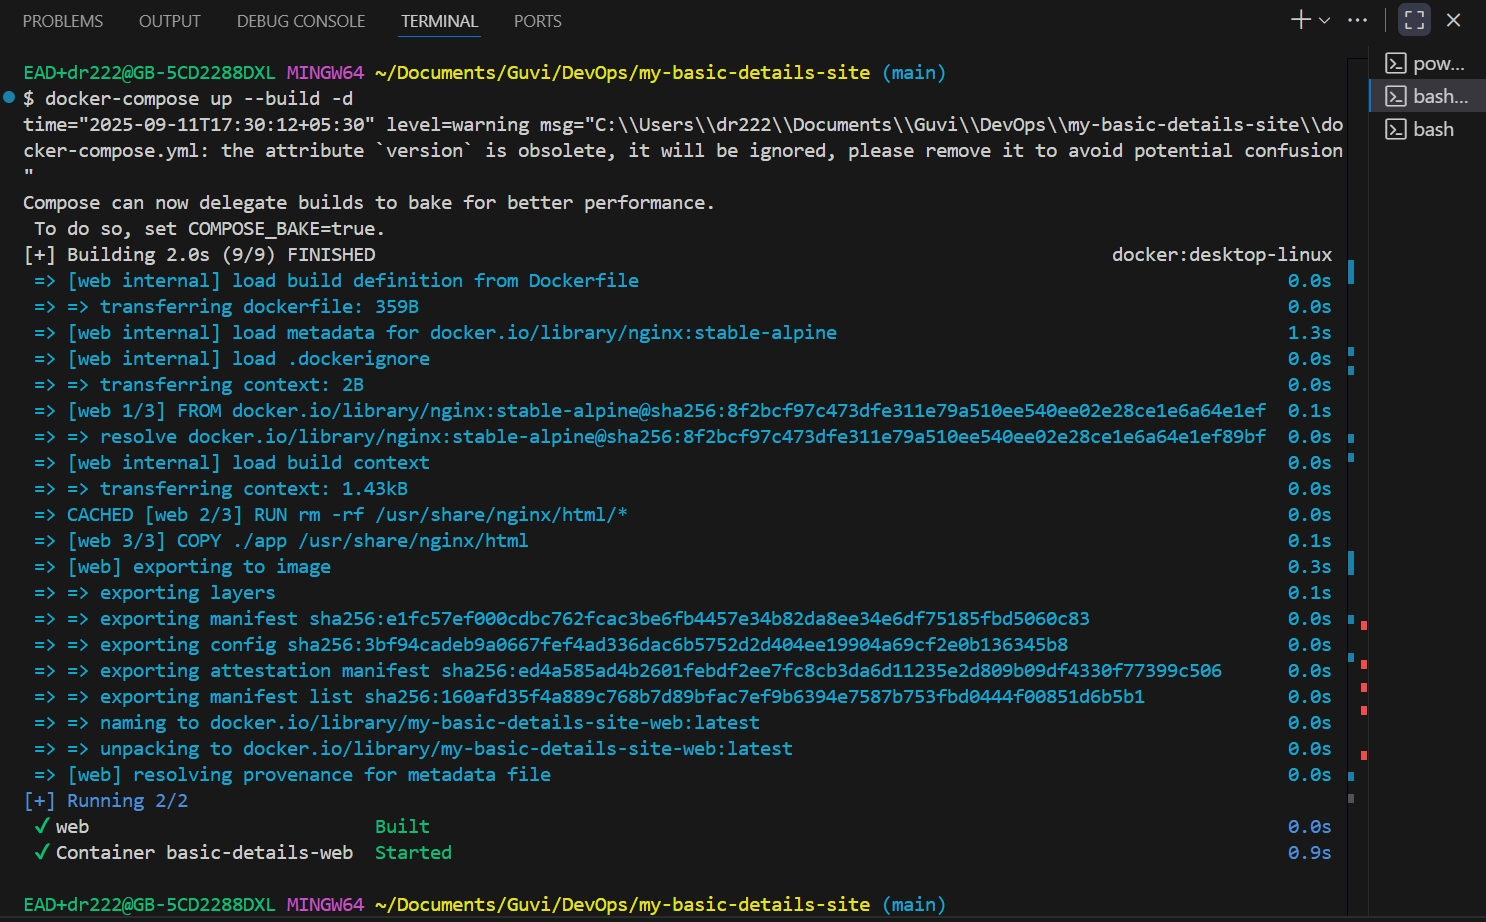 PROBLEMS OUTPUT DEBUG CONSOLE TERMINAL PORTS
pow...
bash...
bash
EAD+dr222@GB-5CD2288DXL MINGW64 ~/Documents/Guvi/DevOps/my-basic-details-site (main)
$ docker-compose up --build -d
time="2025-09-11T17:30:12+05:30" level=warning msg="C:\\Users\\dr222\\Documents\\Guvi\\DevOps\\my-basic-details-site\\do
cker-compose.yml: the attribute `version` is obsolete, it will be ignored, please remove it to avoid potential confusion
"
Compose can now delegate builds to bake for better performance.
 To do so, set COMPOSE_BAKE=true.
[+] Building 2.0s (9/9) FINISHED docker:desktop-linux
 => [web internal] load build definition from Dockerfile 0.0s
 => => transferring dockerfile: 359B 0.0s
 => [web internal] load metadata for docker.io/library/nginx:stable-alpine 1.3s
 => [web internal] load .dockerignore 0.0s
 => => transferring context: 2B 0.0s
 => [web 1/3] FROM docker.io/library/nginx:stable-alpine@sha256:8f2bcf97c473dfe311e79a510ee540ee02e28ce1e6a64e1ef 0.1s
 => => resolve docker.io/library/nginx:stable-alpine@sha256:8f2bcf97c473dfe311e79a510ee540ee02e28ce1e6a64e1ef89bf 0.0s
 => [web internal] load build context 0.0s
 => => transferring context: 1.43kB 0.0s
 => CACHED [web 2/3] RUN rm -rf /usr/share/nginx/html/* 0.0s
 => [web 3/3] COPY ./app /usr/share/nginx/html 0.1s
 => [web] exporting to image 0.3s
 => => exporting layers 0.1s
 => => exporting manifest sha256:e1fc57ef000cdbc762fcac3be6fb4457e34b82da8ee34e6df75185fbd5060c83 0.0s
 => => exporting config sha256:3bf94cadeb9a0667fef4ad336dac6b5752d2d404ee19904a69cf2e0b136345b8 0.0s
 => => exporting attestation manifest sha256:ed4a585ad4b2601febdf2ee7fc8cb3da6d11235e2d809b09df4330f77399c506 0.0s
 => => exporting manifest list sha256:160afd35f4a889c768b7d89bfac7ef9b6394e7587b753fbd0444f00851d6b5b1 0.0s
 => => naming to docker.io/library/my-basic-details-site-web:latest 0.0s
 => => unpacking to docker.io/library/my-basic-details-site-web:latest 0.0s
 => [web] resolving provenance for metadata file 0.0s
[+] Running 2/2
 ✓ web Built 0.0s
 ✓ Container basic-details-web Started 0.9s
EAD+dr222@GB-5CD2288DXL MINGW64 ~/Documents/Guvi/DevOps/my-basic-details-site (main)